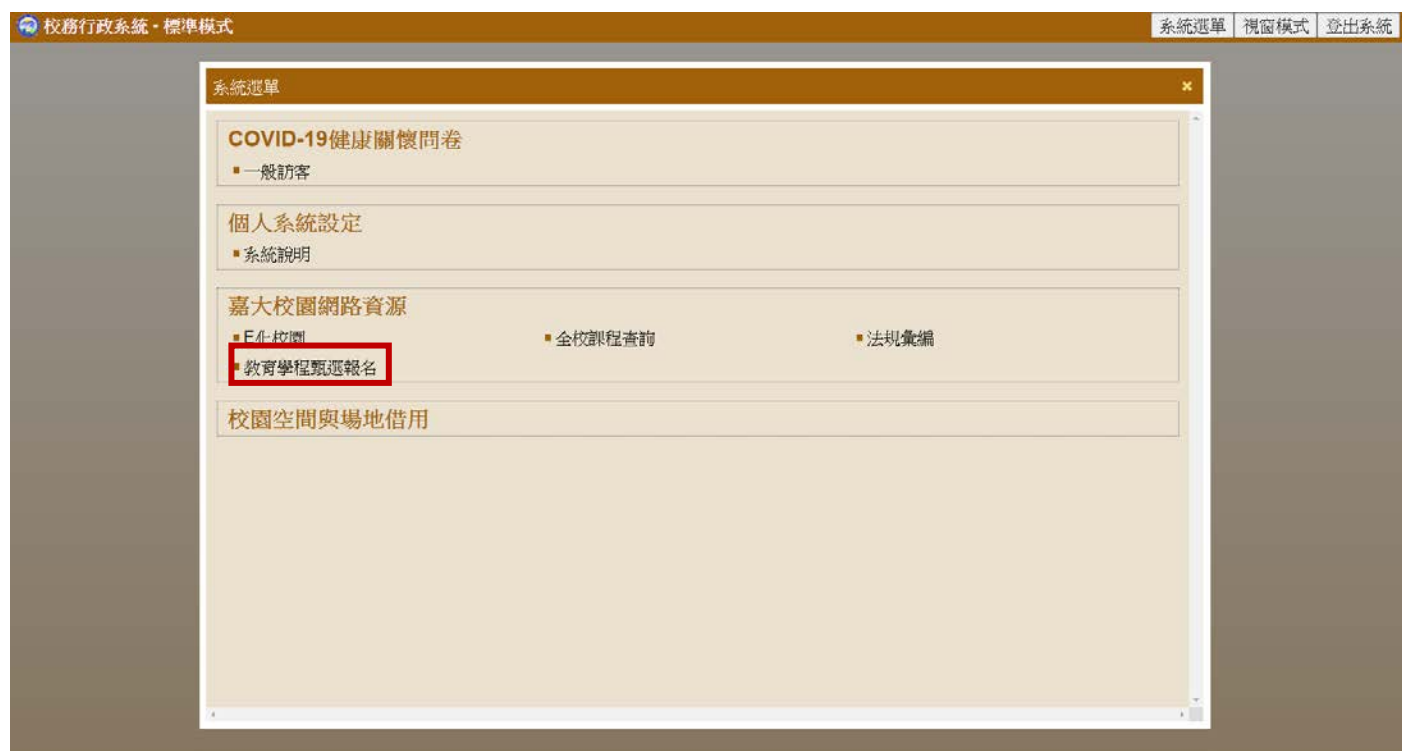 校務行政系統 - 標準模式
系統選單 視窗模式 登出系統
系統選單
COVID-19健康關懷問卷
一般訪客
個人系統設定
系統說明
嘉大校園網路資源
E化校園 全校課程查詢 法規彙編
教育學程甄選報名
校園空間與場地借用